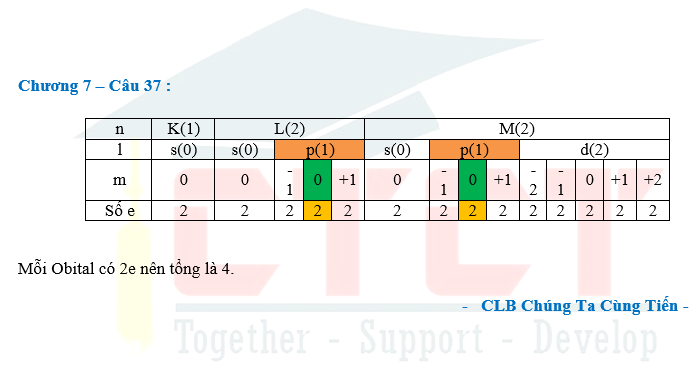 Chương 7 – Câu 37 :
n K(1) L(2) M(2)
l s(0) s(0) p(1) s(0) p(1) d(2)
m 0 0 -1 0 +1 0 -1 0 +1 -2 -1 0 +1 +2
Số e 2 2 2 2 2 2 2 2 2 2 2 2 2 2
Mỗi Obital có 2e nên tổng là 4.
- CLB Chúng Ta Cùng Tiến -
CTCT
Together - Support - Develop